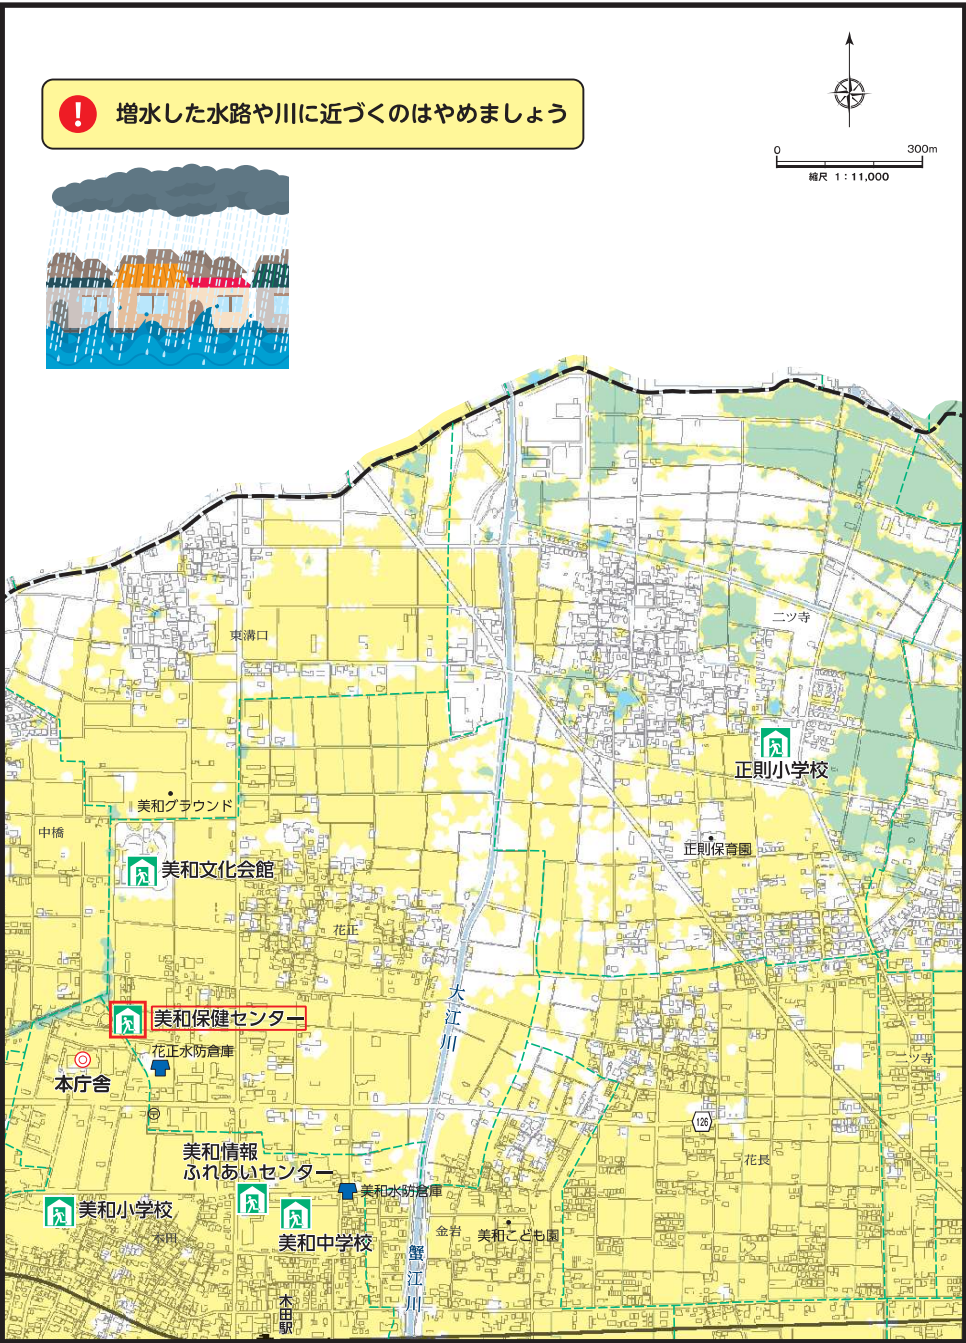 増水した水路や川に近づくのはやめましょう
0 300m
縮尺 1：11,000
東溝口
二ツ寺
正則小学校
美和グラウンド
中橋
正則保育園
美和文化会館
花正
大江川
美和保健センター
花正水防倉庫
本庁舎
二ツ寺
126
美和情報
ふれあいセンター
花長
美和水防倉庫
美和小学校
木田
金岩
美和こども園
美和中学校
蟹江川
木田駅